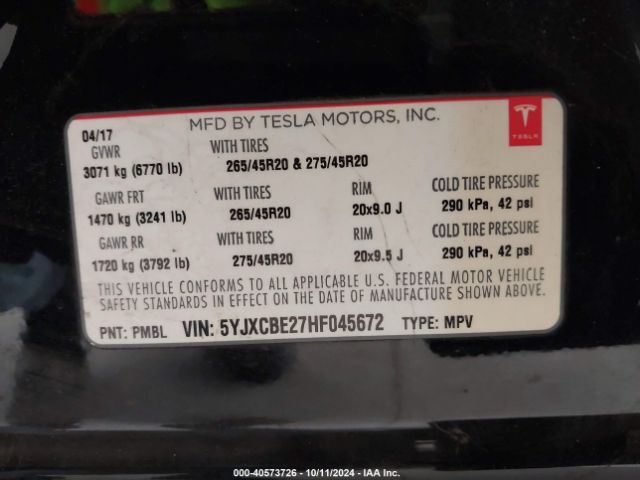 MFD BY TESLA MOTORS, INC.
TESLA
04/17
GVWR WITH TIRES
3071 kg (6770 lb) 265/45R20 & 275/45R20
GAWR FRT WITH TIRES RIM COLD TIRE PRESSURE
1470 kg (3241 lb) 265/45R20 20x9.0 J 290 kPa, 42 psi
GAWR RR WITH TIRES RIM COLD TIRE PRESSURE
1720 kg (3792 lb) 275/45R20 20x9.5 J 290 kPa, 42 psi
THIS VEHICLE CONFORMS TO ALL APPLICABLE U.S. FEDERAL MOTOR VEHICLE
SAFETY STANDARDS IN EFFECT ON THE DATE OF MANUFACTURE SHOWN ABOVE.
PNT: PMBL VIN: 5YJXCBE27HF045672 TYPE: MPV
000-40573726 - 10/11/2024 - IAA Inc.